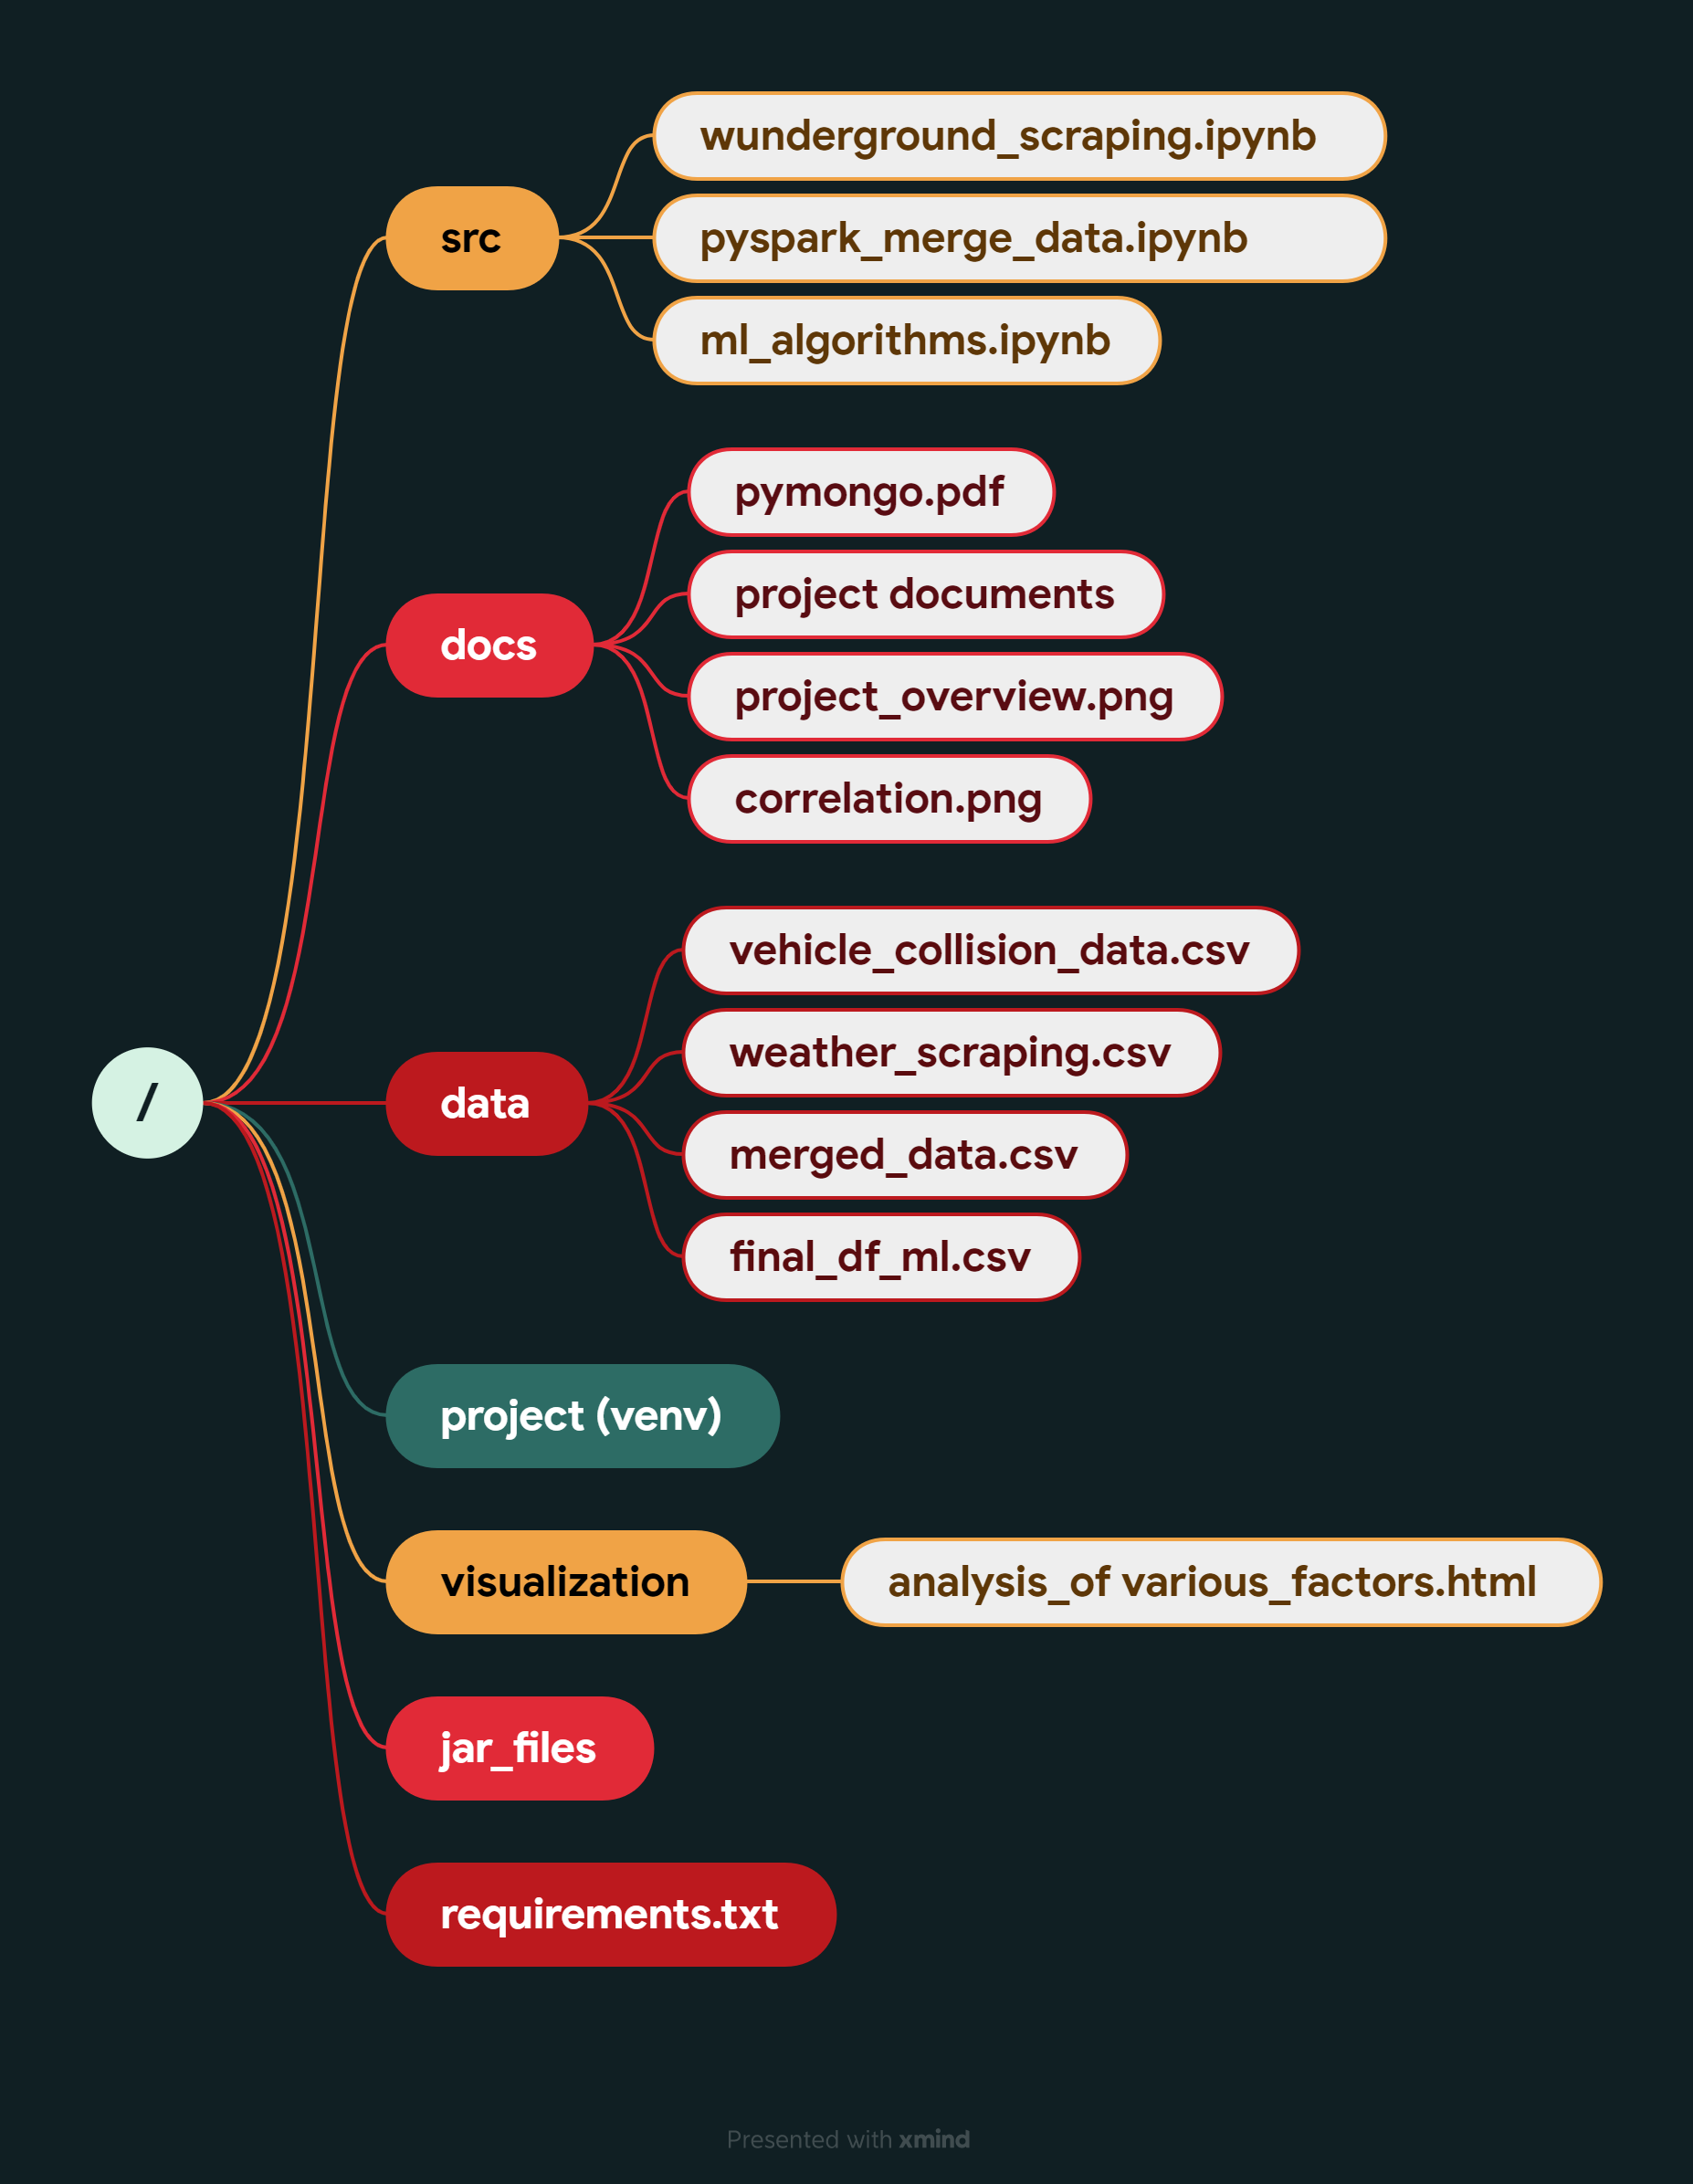 wunderground_scraping.ipynb
src
pyspark_merge_data.ipynb
ml_algorithms.ipynb
pymongo.pdf
project documents
docs
project_overview.png
correlation.png
vehicle_collision_data.csv
weather_scraping.csv
/
data
merged_data.csv
final_df_ml.csv
project (venv)
visualization
analysis_of various_factors.html
jar_files
requirements.txt
Presented with xmind